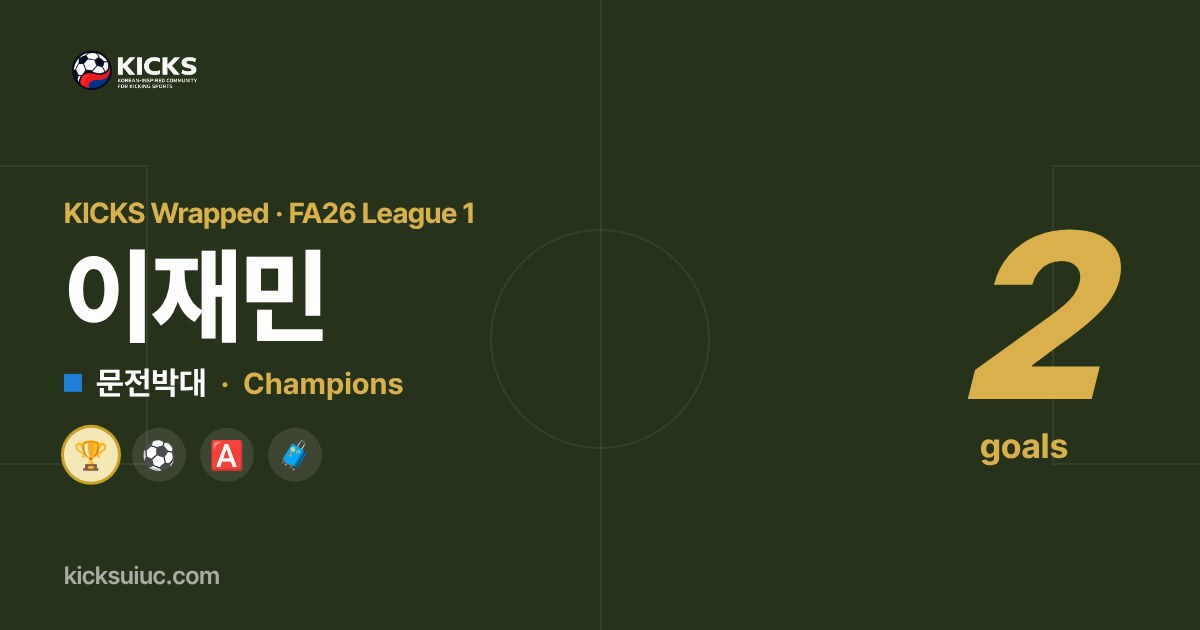 KICKS
KOREAN-INSPIRED COMMUNITY
FOR KICKING SPORTS
KICKS Wrapped · FA26 League 1
이재민
문전박대 · Champions
🏆 ⚽ 🅰️ 🧳
2
goals
kicksuiuc.com